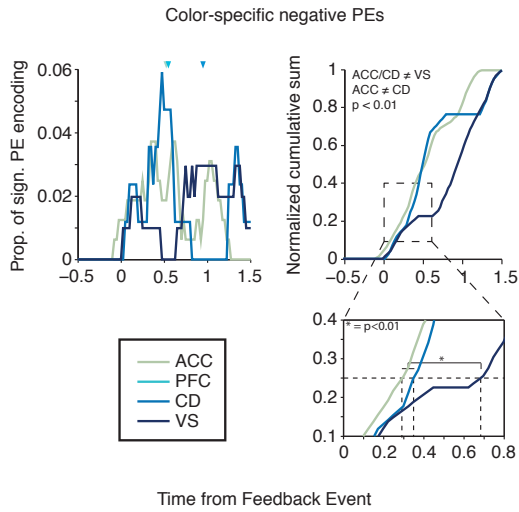 Color-specific negative PEs
Prop. of sign. PE encoding
0.06
0.04
0.02
0
−0.5
0
0.5
1
1.5
Normalized cumulative sum
ACC/CD ≠ VS
ACC ≠ CD
p < 0.01
1
0.8
0.6
0.4
0.2
0
−0.5
0
0.5
1
1.5
ACC
PFC
CD
VS
* = p<0.01
*
0.4
0.3
0.2
0.1
0
0.2
0.4
0.6
0.8
Time from Feedback Event